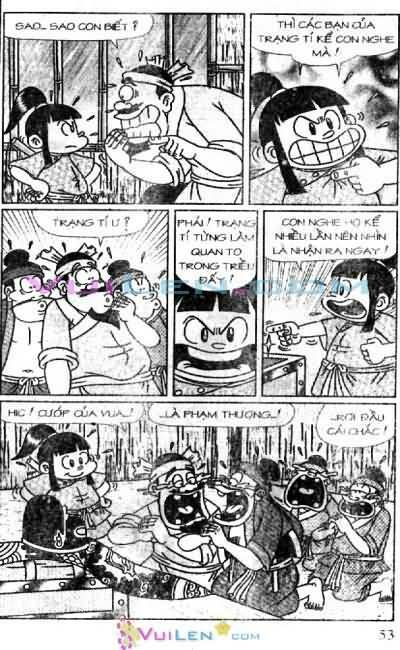 SAO... SAO CON BIẾT ?
THÌ CÁC BẠN CỦA
TRẠNG TÍ KỂ CON NGHE
MÀ !
TRẠNG TÍ Ư ?
PHẢI ! TRẠNG
TÍ TỪNG LÀM
QUAN TO
TRONG TRIỀU
ĐẤY !
CON NGHE HỌ KỂ
NHIỀU LẦN NÊN NHÌN
LÀ NHẬN RA NGAY !
VuiLen.com
HIC ! CƯỚP CỦA VUA...!
...LÀ PHẠM THƯỢNG...!
...RƠI ĐẦU
CÁI CHẮC !
VuiLen.com
53